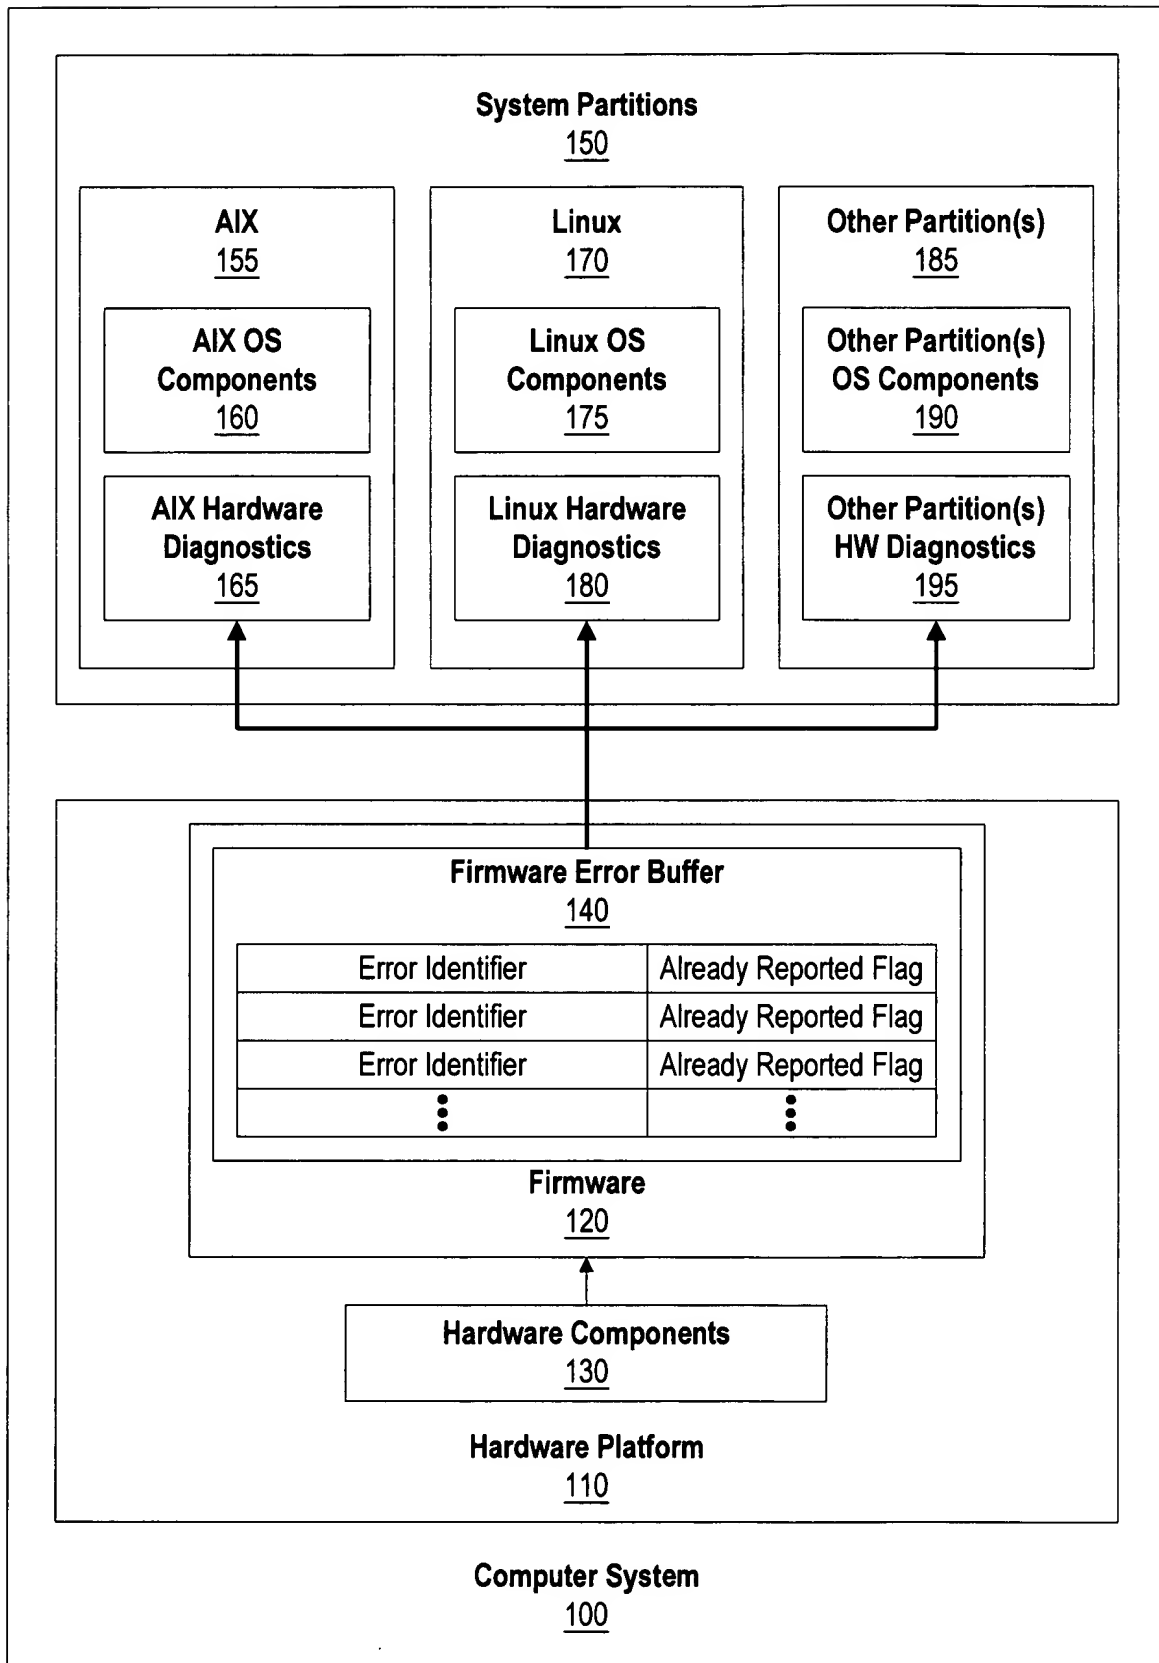 System Partitions
150
AIX
155
AIX OS
Components
160
AIX Hardware
Diagnostics
165
Linux
170
Linux OS
Components
175
Linux Hardware
Diagnostics
180
Other Partition(s)
185
Other Partition(s)
OS Components
190
Other Partition(s)
HW Diagnostics
195
Firmware Error Buffer
140
Error Identifier Already Reported Flag
Error Identifier Already Reported Flag
Error Identifier Already Reported Flag
Firmware
120
Hardware Components
130
Hardware Platform
110
Computer System
100